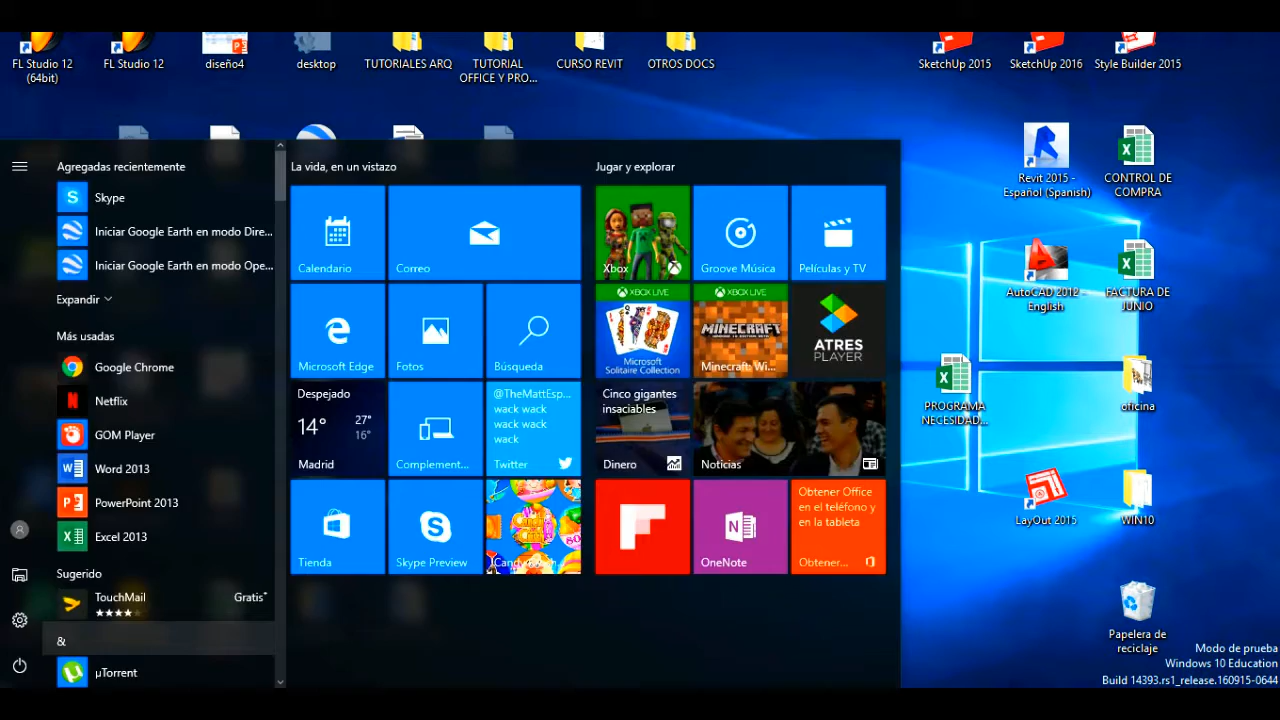 FL Studio 12
(64bit)
FL Studio 12
diseño4
desktop
TUTORIALES ARQ
TUTORIAL
OFFICE Y PRO...
CURSO REVIT
OTROS DOCS
SketchUp 2015
SketchUp 2016
Style Builder 2015
Agregadas recientemente
Skype
Iniciar Google Earth en modo Dire...
Iniciar Google Earth en modo Ope...
Expandir
Más usadas
Google Chrome
Netflix
GOM Player
Word 2013
PowerPoint 2013
Excel 2013
Sugerido
TouchMail
Gratis*
&
µTorrent
La vida, en un vistazo
Calendario
Correo
Microsoft Edge
Fotos
Búsqueda
Despejado
14°
27°
16°
Madrid
Complement...
@TheMattEsp...
wack wack
wack wack
wack
Twitter
Tienda
Skype Preview
Jugar y explorar
Xbox
Groove Música
Películas y TV
XBOX LIVE
Microsoft
Solitaire Collection
XBOX LIVE
MINECRAFT
Minecraft: Wi...
ATRES
PLAYER
Cinco gigantes
insaciables
Dinero
Noticias
OneNote
Obtener Office
en el teléfono y
en la tableta
Obtener...
Revit 2015 -
Español (Spanish)
CONTROL DE
COMPRA
AutoCAD 2012 -
English
FACTURA DE
JUNIO
PROGRAMA
NECESIDAD...
oficina
LayOut 2015
WIN10
Papelera de
reciclaje
Modo de prueba
Windows 10 Education
Build 14393.rs1_release.160915-0644